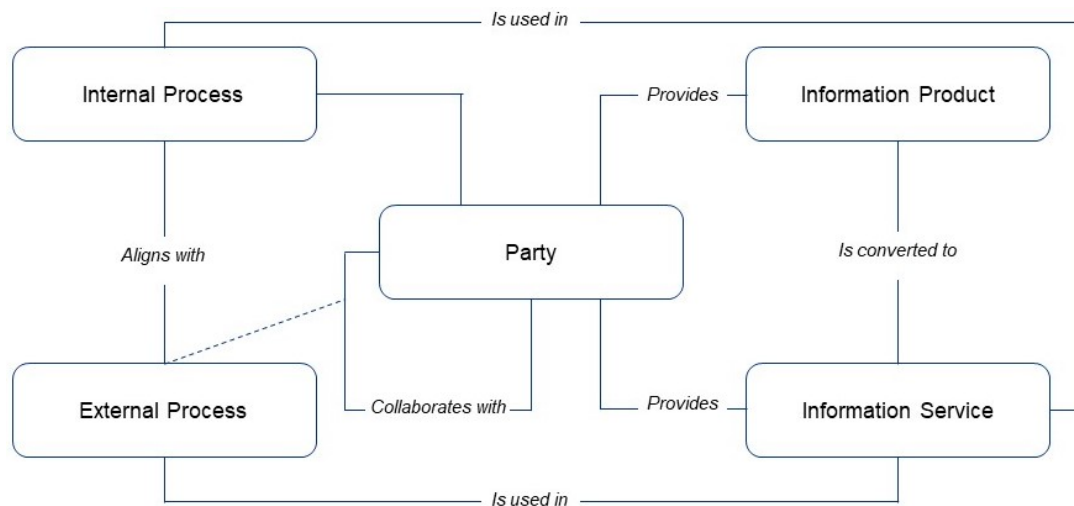 Is used in
Internal Process
Provides
Information Product
Aligns with
Party
Is converted to
External Process
Collaborates with
Provides
Information Service
Is used in